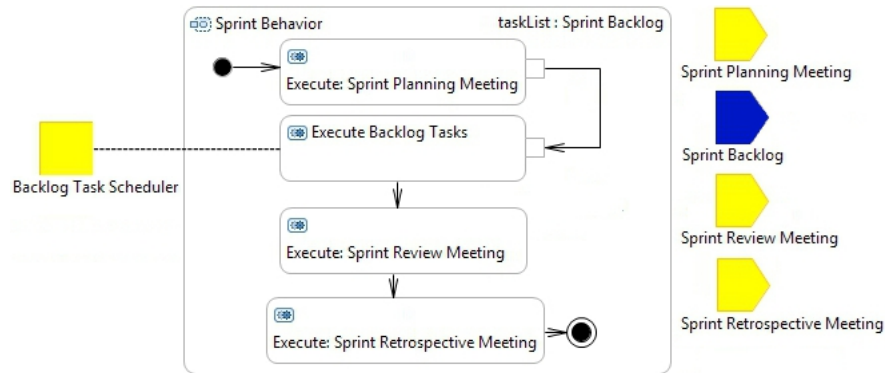 Sprint Behavior
taskList : Sprint Backlog
Execute: Sprint Planning Meeting
Execute Backlog Tasks
Execute: Sprint Review Meeting
Execute: Sprint Retrospective Meeting
Backlog Task Scheduler
Sprint Planning Meeting
Sprint Backlog
Sprint Review Meeting
Sprint Retrospective Meeting